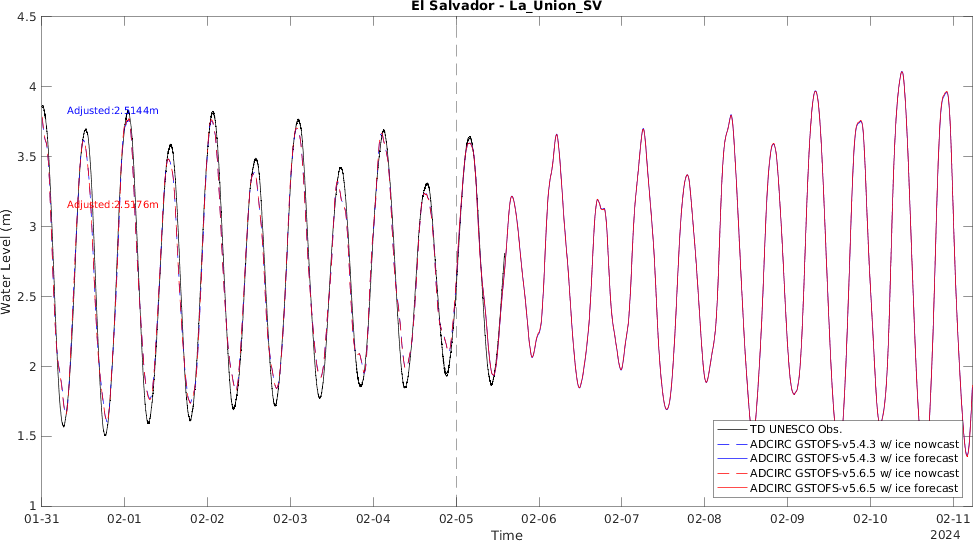 El Salvador - La_Union_SV
4.5
4
3.5
3
2.5
2
1.5
1
Water Level (m)
Adjusted:2.5144m
Adjusted:2.5176m
TD UNESCO Obs.
ADCIRC GSTOFS-v5.4.3 w/ ice nowcast
ADCIRC GSTOFS-v5.4.3 w/ ice forecast
ADCIRC GSTOFS-v5.6.5 w/ ice nowcast
ADCIRC GSTOFS-v5.6.5 w/ ice forecast
01-31 02-01 02-02 02-03 02-04 02-05 02-06 02-07 02-08 02-09 02-10 02-11
Time
2024